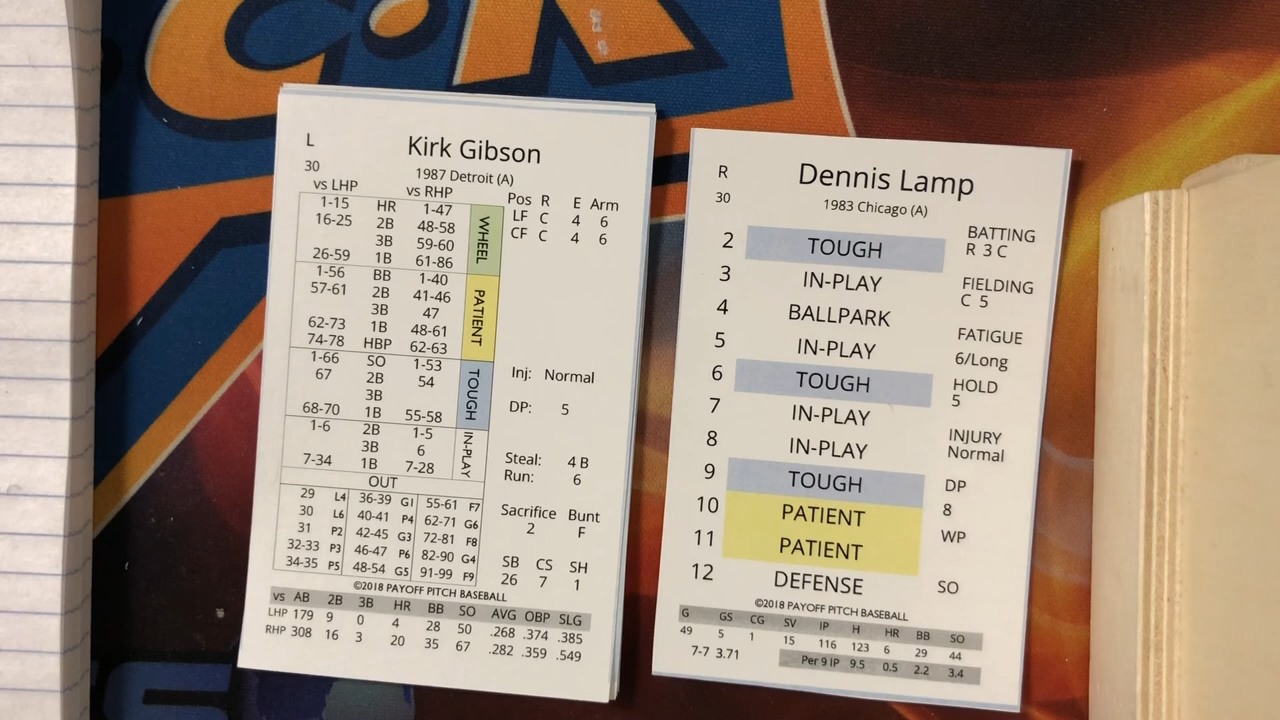 L Kirk Gibson
30 1987 Detroit (A)
vs LHP vs RHP Pos R E Arm
1-15 HR 1-47 LF C 4 6
16-25 2B 48-58 CF C 4 6
3B 59-60
26-59 1B 61-86
WHEEL
1-56 BB 1-40
57-61 2B 41-46
3B 47
62-73 1B 48-61
74-78 HBP 62-63
PATIENT
1-66 SO 1-53
67 2B 54
3B
68-70 1B 55-58
TOUGH
1-6 2B 1-5
3B 6
7-34 1B 7-28
IN-PLAY
OUT
29 L4 36-39 G1 55-61 F7
30 L6 40-41 P4 62-71 G6
31 P2 42-45 G3 72-81 F8
32-33 P3 46-47 P6 82-90 G4
34-35 P5 48-54 G5 91-99 F9
Inj: Normal
DP: 5
Steal: 4 B
Run: 6
Sacrifice Bunt
2 F
SB CS SH
26 7 1
©2018 PAYOFF PITCH BASEBALL
vs AB 2B 3B HR BB SO AVG OBP SLG
LHP 179 9 0 4 28 50 .268 .374 .385
RHP 308 16 3 20 35 67 .282 .359 .549
R Dennis Lamp
30 1983 Chicago (A)
2 TOUGH
3 IN-PLAY
4 BALLPARK
5 IN-PLAY
6 TOUGH
7 IN-PLAY
8 IN-PLAY
9 TOUGH
10 PATIENT
11 PATIENT
12 DEFENSE
BATTING
R 3 C
FIELDING
C 5
FATIGUE
6/Long
HOLD
5
INJURY
Normal
DP
8
WP
SO
©2018 PAYOFF PITCH BASEBALL
G GS CG SV IP H HR BB SO
49 5 1 15 116 123 6 29 44
7-7 3.71 Per 9 IP 9.5 0.5 2.2 3.4